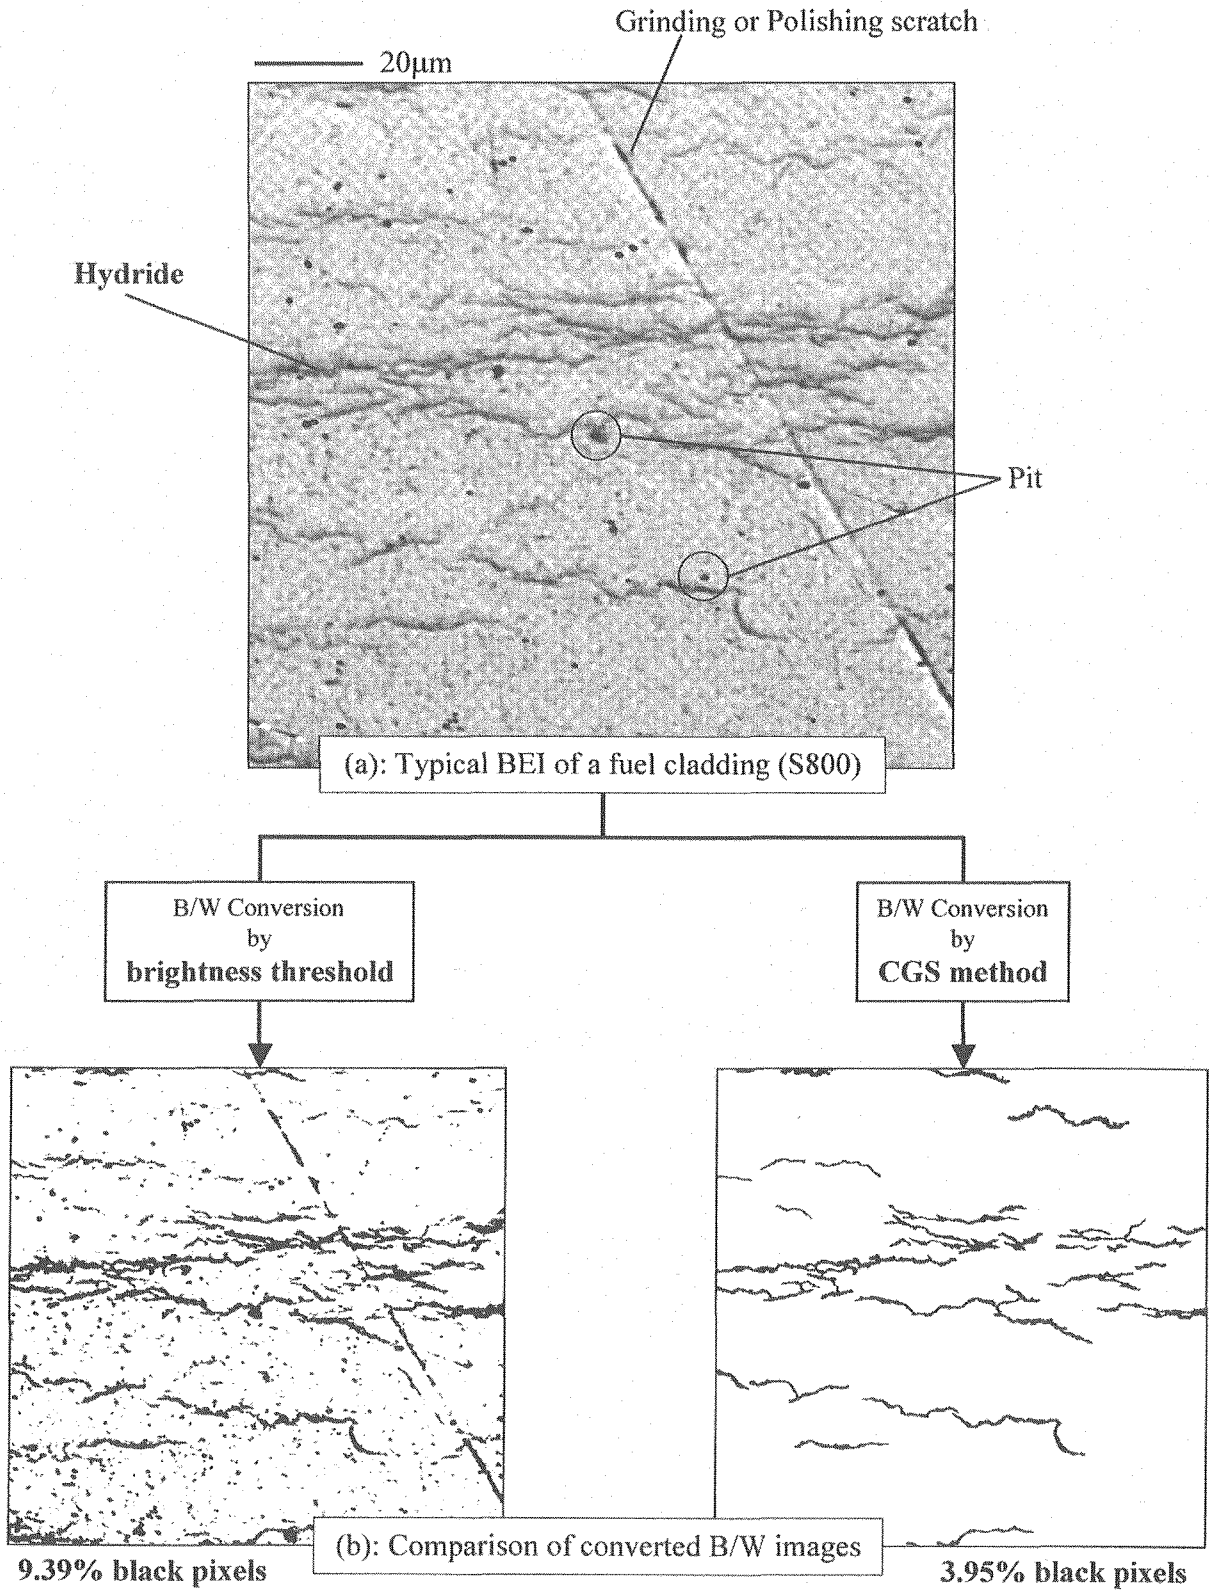 Grinding or Polishing scratch
20μm
Hydride
Pit
(a): Typical BEI of a fuel cladding (S800)
B/W Conversion
by
brightness threshold
B/W Conversion
by
CGS method
(b): Comparison of converted B/W images
9.39% black pixels
3.95% black pixels